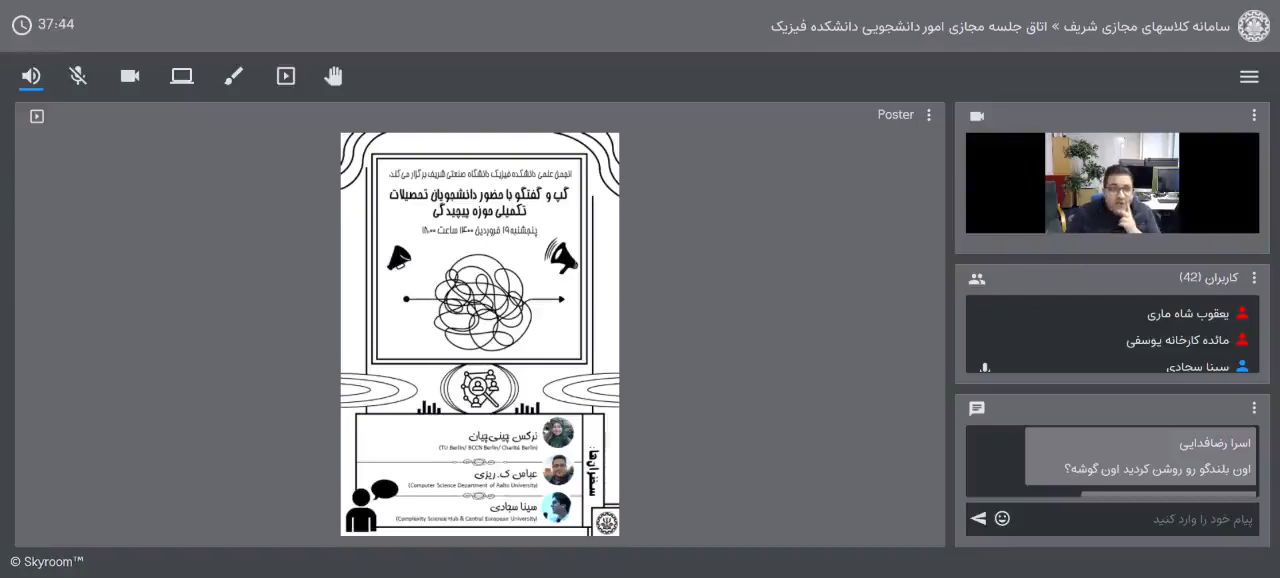 37:44
سامانه کلاسهای مجازی شریف » اتاق جلسه مجازی امور دانشجویی دانشکده فیزیک
Poster
انجمن علمی دانشکده فیزیک دانشگاه صنعتی شریف برگزار می‌کند:
گپ و گفتگو با حضور دانشجویان تحصیلات
تکمیلی حوزه پیچیدگی
پنجشنبه ۱۹ فروردین ۱۴۰۰ ساعت ۱۸:۰۰
سخنران‌ها:
نرگس چینی‌چیان
(TU Berlin/ BCCN Berlin/ Charité Berlin)
عباس ک. ریزی
(Computer Science Department of Aalto University)
سینا سجادی
(Complexity Science Hub & Central European University)
کاربران (42)
یعقوب شاه ماری
مائده کارخانه یوسفی
سینا سجادی
اسرا رضافدایی
اون بلندگو رو روشن کردید اون گوشه؟
پیام خود را وارد کنید
© Skyroom™